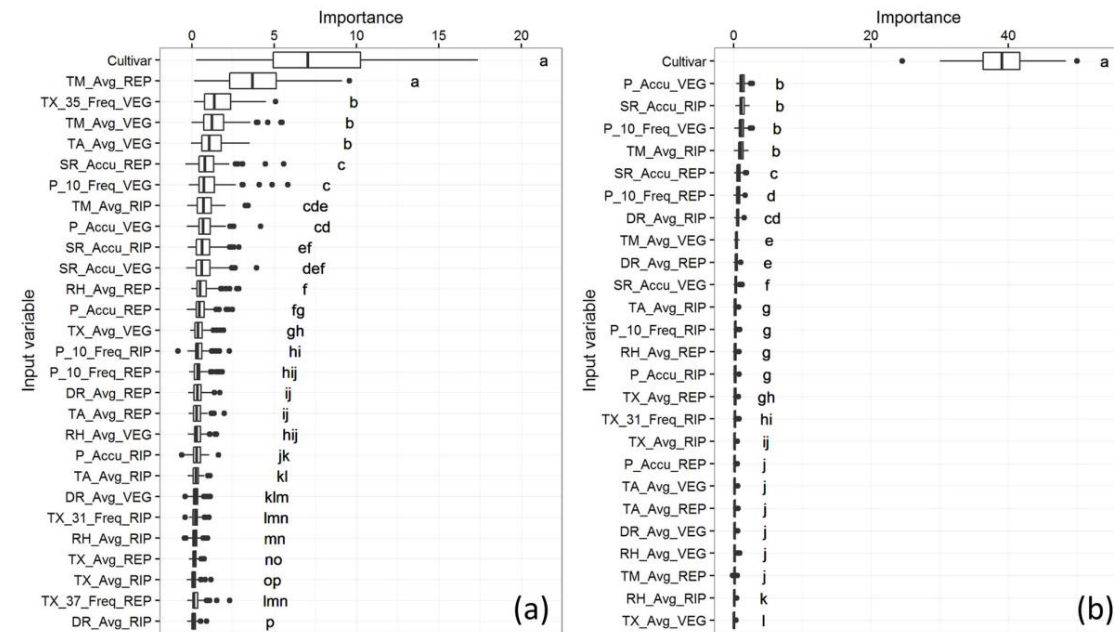 Importance
0 5 10 15 20
Input variable
Cultivar a
TM_Avg_REP a
TX_35_Freq_VEG b
TM_Avg_VEG b
TA_Avg_VEG b
SR_Accu_REP c
P_10_Freq_VEG c
TM_Avg_RIP cde
P_Accu_VEG cd
SR_Accu_RIP ef
SR_Accu_VEG def
RH_Avg_REP f
P_Accu_REP fg
TX_Avg_VEG gh
P_10_Freq_RIP hi
P_10_Freq_REP hij
DR_Avg_REP ij
TA_Avg_REP ij
RH_Avg_VEG hij
P_Accu_RIP jk
TA_Avg_RIP kl
DR_Avg_VEG klm
TX_31_Freq_RIP lmn
RH_Avg_RIP mn
TX_Avg_REP no
TX_Avg_RIP op
TX_37_Freq_REP lmn
DR_Avg_RIP p
(a)
Importance
0 20 40
Input variable
Cultivar a
P_Accu_VEG b
SR_Accu_RIP b
P_10_Freq_VEG b
TM_Avg_RIP b
SR_Accu_REP c
P_10_Freq_REP d
DR_Avg_RIP cd
TM_Avg_VEG e
DR_Avg_REP e
SR_Accu_VEG f
TA_Avg_RIP g
P_10_Freq_RIP g
RH_Avg_REP g
P_Accu_RIP g
TX_Avg_REP gh
TX_31_Freq_RIP hi
TX_Avg_RIP ij
P_Accu_REP j
TA_Avg_VEG j
TA_Avg_REP j
DR_Avg_VEG j
RH_Avg_VEG j
TM_Avg_REP j
RH_Avg_RIP k
TX_Avg_VEG l
(b)